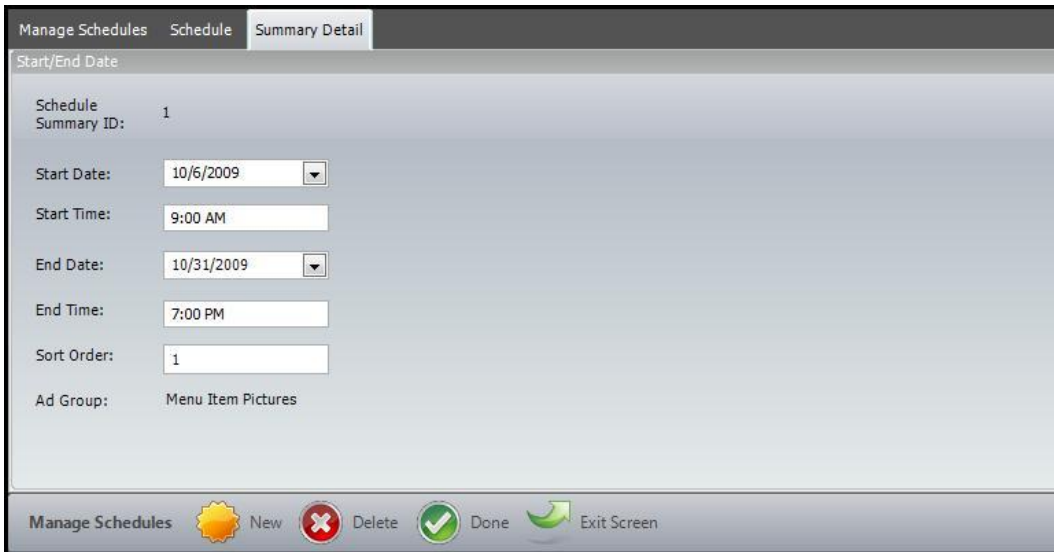 Manage Schedules Schedule Summary Detail
Start/End Date
Schedule
Summary ID: 1
Start Date: 10/6/2009
Start Time: 9:00 AM
End Date: 10/31/2009
End Time: 7:00 PM
Sort Order: 1
Ad Group: Menu Item Pictures
Manage Schedules New Delete Done Exit Screen